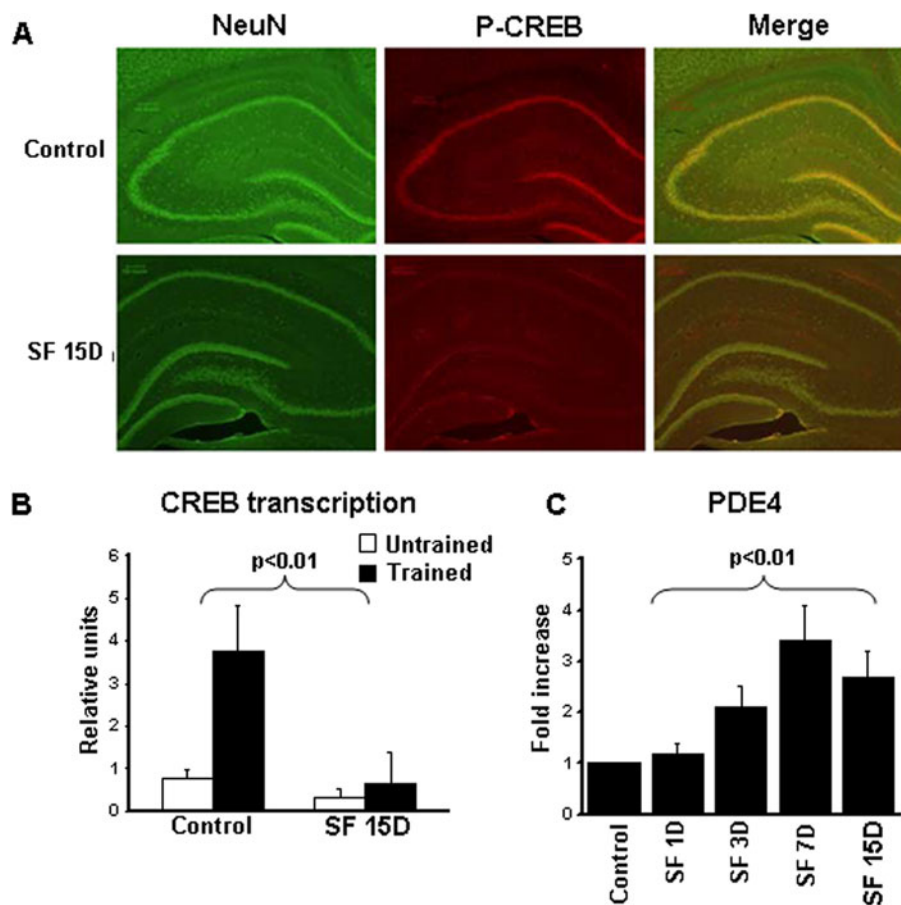 A
NeuN
P-CREB
Merge
Control
SF 15D
B
CREB transcription
Untrained
Trained
p<0.01
Relative units
6
5
4
3
2
1
0
Control
SF 15D
C
PDE4
p<0.01
Fold increase
5
4
3
2
1
0
Control
SF 1D
SF 3D
SF 7D
SF 15D